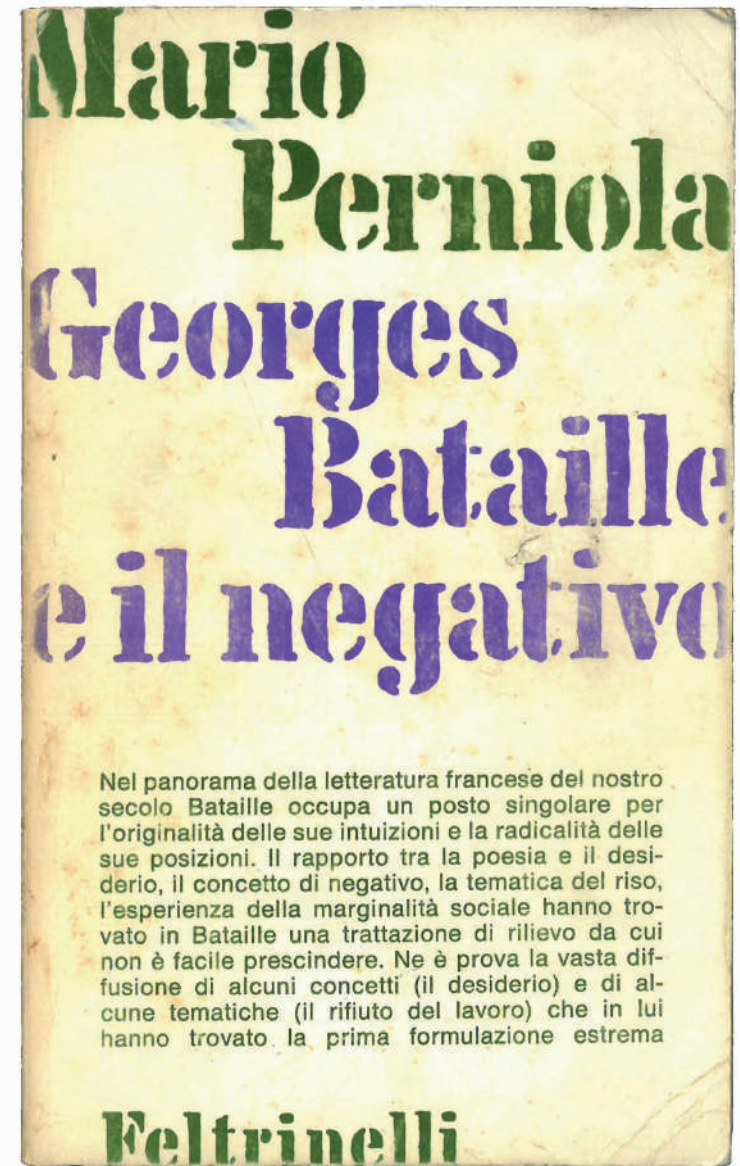 Mario
Perniola
Georges
Bataille
e il negativo
Nel panorama della letteratura francese del nostro
secolo Bataille occupa un posto singolare per
l'originalità delle sue intuizioni e la radicalità delle
sue posizioni. Il rapporto tra la poesia e il desi-
derio, il concetto di negativo, la tematica del riso,
l'esperienza della marginalità sociale hanno tro-
vato in Bataille una trattazione di rilievo da cui
non è facile prescindere. Ne è prova la vasta dif-
fusione di alcuni concetti (il desiderio) e di al-
cune tematiche (il rifiuto del lavoro) che in lui
hanno trovato la prima formulazione estrema
Feltrinelli